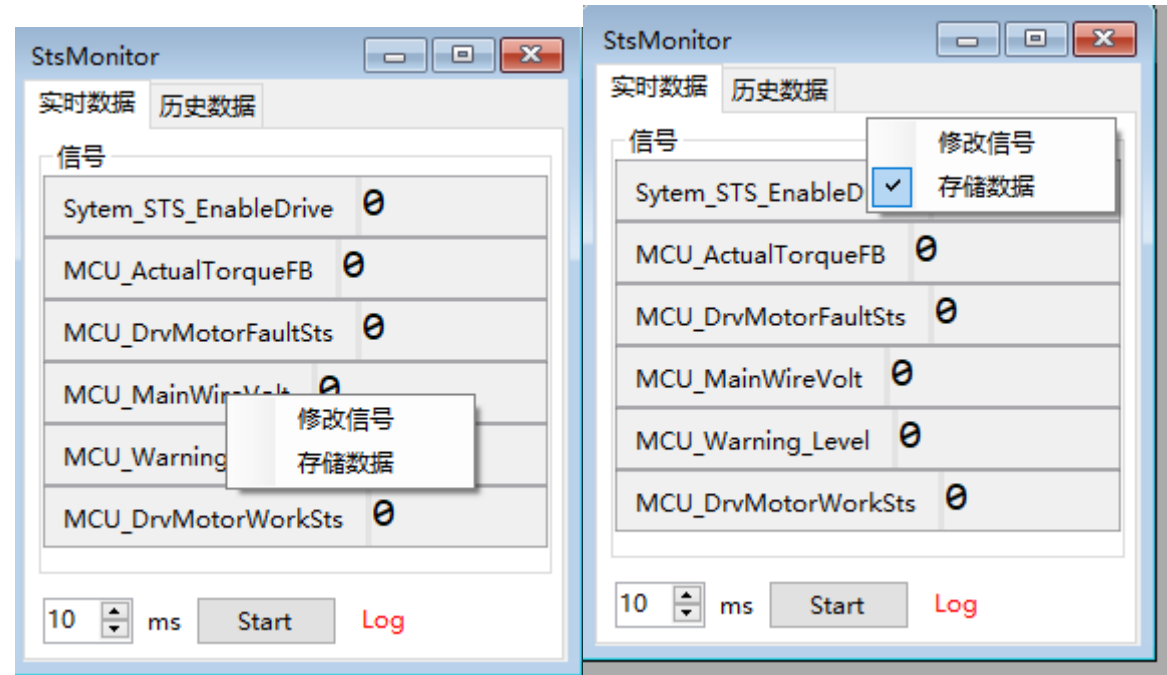 StsMonitor
实时数据 历史数据
信号
Sytem_STS_EnableDrive 0
MCU_ActualTorqueFB 0
MCU_DrvMotorFaultSts 0
MCU_MainWireVolt 0
修改信号
MCU_Warning
存储数据
MCU_DrvMotorWorkSts 0
10 ms Start Log
StsMonitor
实时数据 历史数据
信号
修改信号
Sytem_STS_EnableD
存储数据
MCU_ActualTorqueFB 0
MCU_DrvMotorFaultSts 0
MCU_MainWireVolt 0
MCU_Warning_Level 0
MCU_DrvMotorWorkSts 0
10 ms Start Log